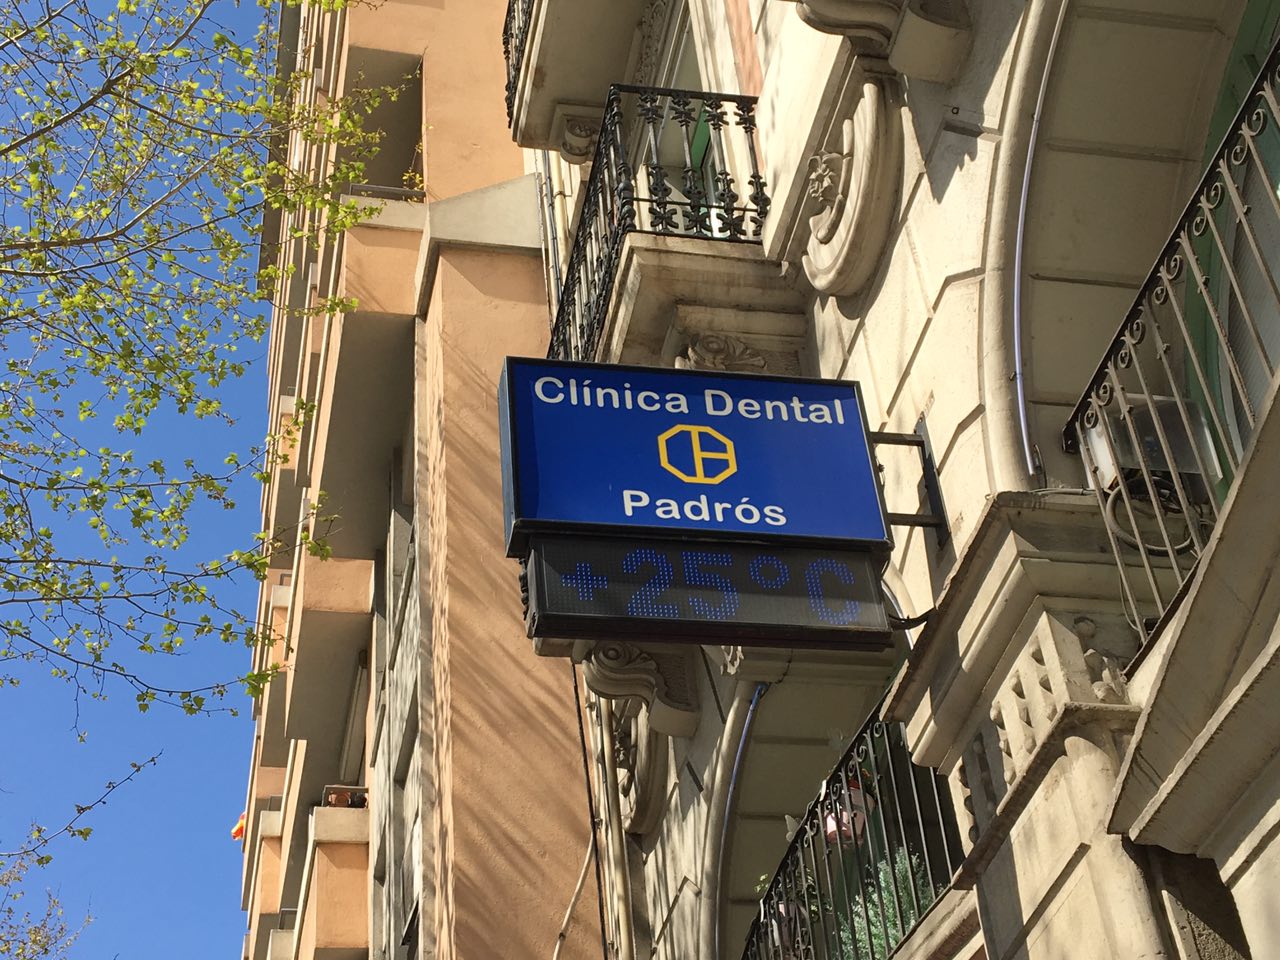 Clínica Dental
Padrós
+25°C